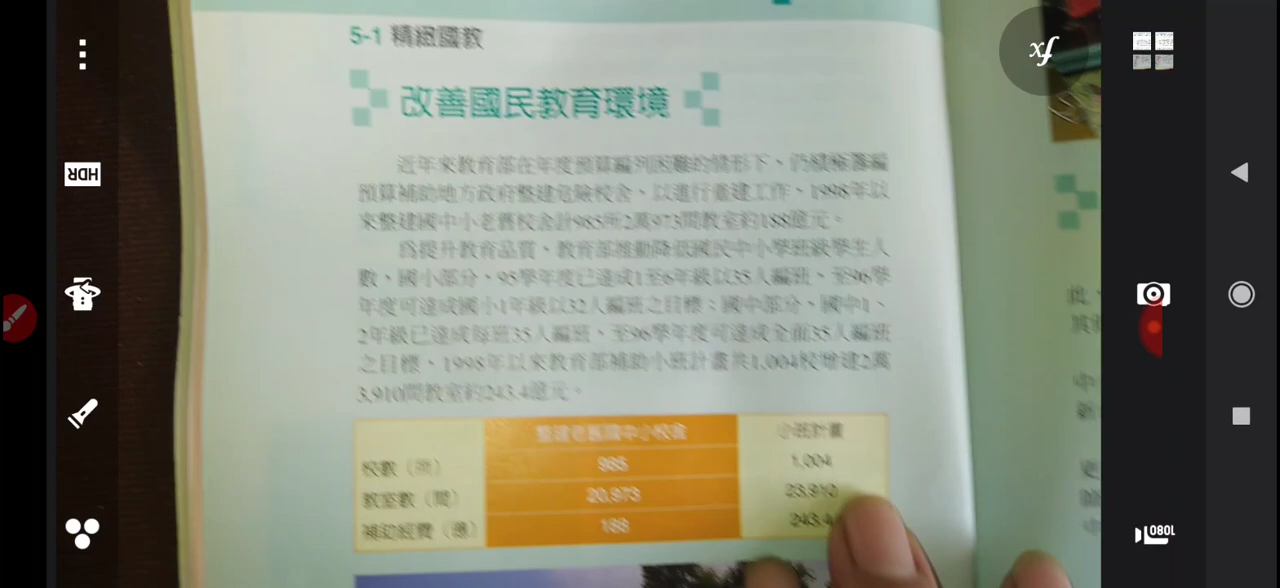 5-1 精緻國教
改善國民教育環境
近年來教育部在年度預算編列困難的情形下，仍積極籌編
預算補助地方政府整建危險校舍，以進行重建工作，1998年以
來整建國中小老舊校舍計985所2萬973間教室約188億元。
為提升教育品質，教育部推動降低國民中小學班級學生人
數，國小部分，95學年度已達成1至6年級以35人編班，至96學
年度可達成國小1年級以32人編班之目標；國中部分，國中1、
2年級已達成每班35人編班，至96學年度可達成全面35人編班
之目標，1998年以來教育部補助小班計畫共1,004校增建2萬
3,910間教室約243.4億元。
整建老舊國中小校舍 小班計畫
校數（所） 985 1,004
教室數（間） 20,973 23,910
補助經費（億） 188 243.4
HDR
xf
1080